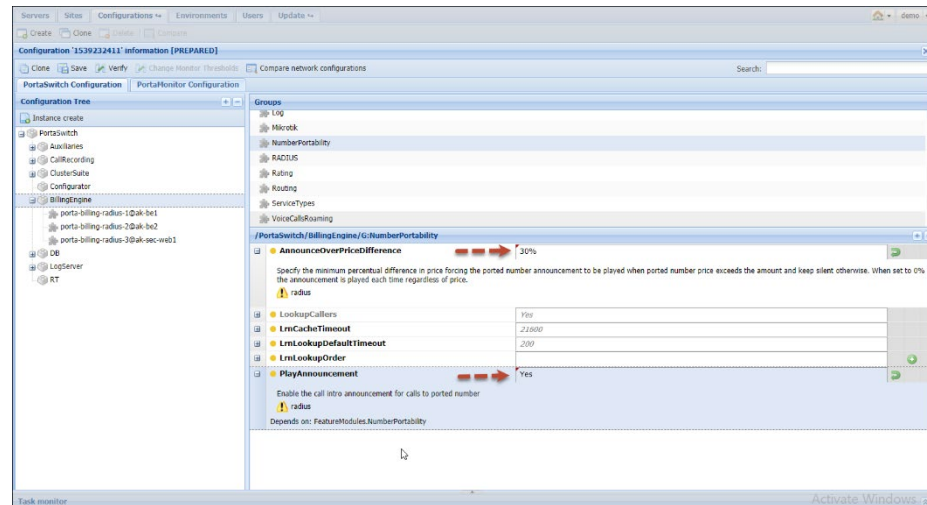 Servers Sites Configurations Environments Users Update demo
Create Clone Delete Compare
Configuration '1539232411' information [PREPARED]
Clone Save Verify Change Monitor Thresholds Compare network configurations Search:
PortaSwitch Configuration PortaMonitor Configuration
Configuration Tree
Instance create
PortaSwitch
Auxiliaries
CallRecording
ClusterSuite
Configurator
BillingEngine
porta-billing-radius-1@ak-be1
porta-billing-radius-2@ak-be2
porta-billing-radius-3@ak-sec-web1
DB
LogServer
RT
Groups
Log
Mikrotik
NumberPortability
RADIUS
Rating
Routing
ServiceTypes
VoiceCallsRoaming
/PortaSwitch/BillingEngine/G:NumberPortability
AnnounceOverPriceDifference 30%
Specify the minimum percentual difference in price forcing the ported number announcement to be played when ported number price exceeds the amount and keep silent otherwise. When set to 0%
the announcement is played each time regardless of price.
radius
LookupCallers Yes
LrnCacheTimeout 21600
LrnLookupDefaultTimeout 200
LrnLookupOrder
PlayAnnouncement Yes
Enable the call intro announcement for calls to ported number
radius
Depends on: FeatureModules.NumberPortability
Task monitor
Activate Windows